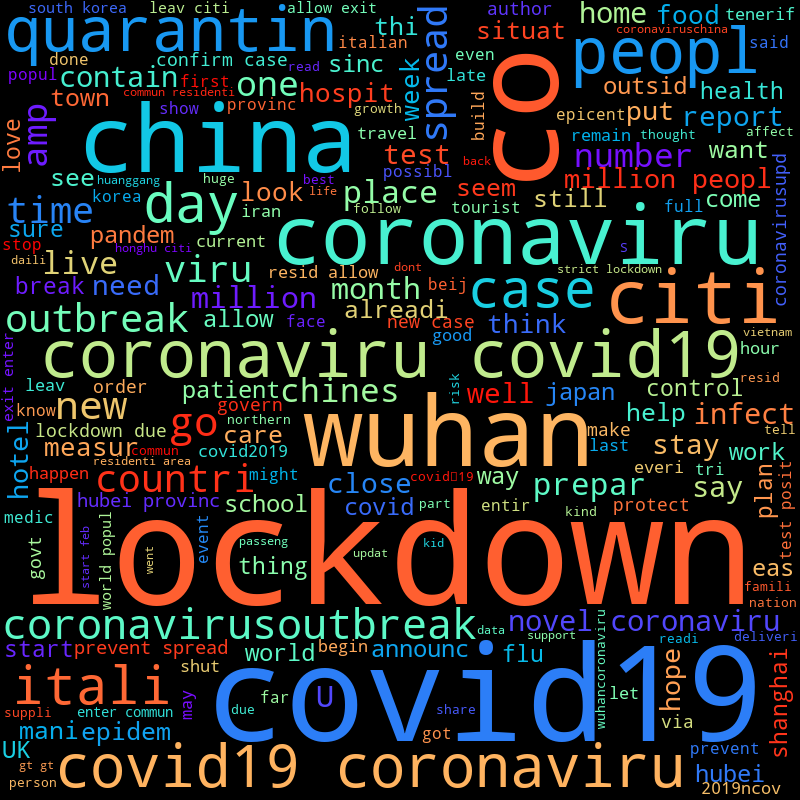 south korea
leav citi
allow exit
author
home
food
tenerif
quarantin
thi
situat
peopl
coronaviruschina
said
done
confirm case
italian
spread
co
even
popul
contain
first
read
one
sinc
week
late
outsid
health
commun residenti
hospit
growth
build
epicent
put
report
affect
town
provinc
show
travel
remain
thought
love
amp
china
test
back
number
want
see
huanggang
huge
best
life
possibl
million peopl
korea
look
place
seem
still
come
time
day
follow
tourist
full
coronavirusupd
sure
pandem
iran
stop
honghu citi
current
coronaviru
s
daili
live
viru
resid allow
dont
beij
strict lockdown
break
need
million
month
case
citi
alreadi
outbreak
allow
face
new case
think
good
vietnam
exit enter
coronaviru covid19
hour
leav
order
patient
chines
risk
resid
new
go
govern
well
japan
control
know
lockdown due
northern
care
wuhan
make
help
infect
tell
hotel
measur
commun
covid2019
last
everi
stay
residenti area
happen
countri
might
covid19
way
tri
work
close
prepar
say
plan
test posit
hubei provinc
school
covid
part
entir
protect
medic
lockdown
kind
govt
start feb
world popul
went
event
passeng
updat
thing
kid
eas
famili
nation
coronavirusoutbreak
data
support
novel
coronaviru
start
prevent spread
begin
announc
flu
wuhancoronaviru
readi
deliveri
world
shut
hope
itali
may
far
U
covid19
let
shanghai
suppli
enter commun
due
share
mani
epidem
got
via
UK
prevent
gt gt
covid19 coronaviru
hubei
person
2019ncov